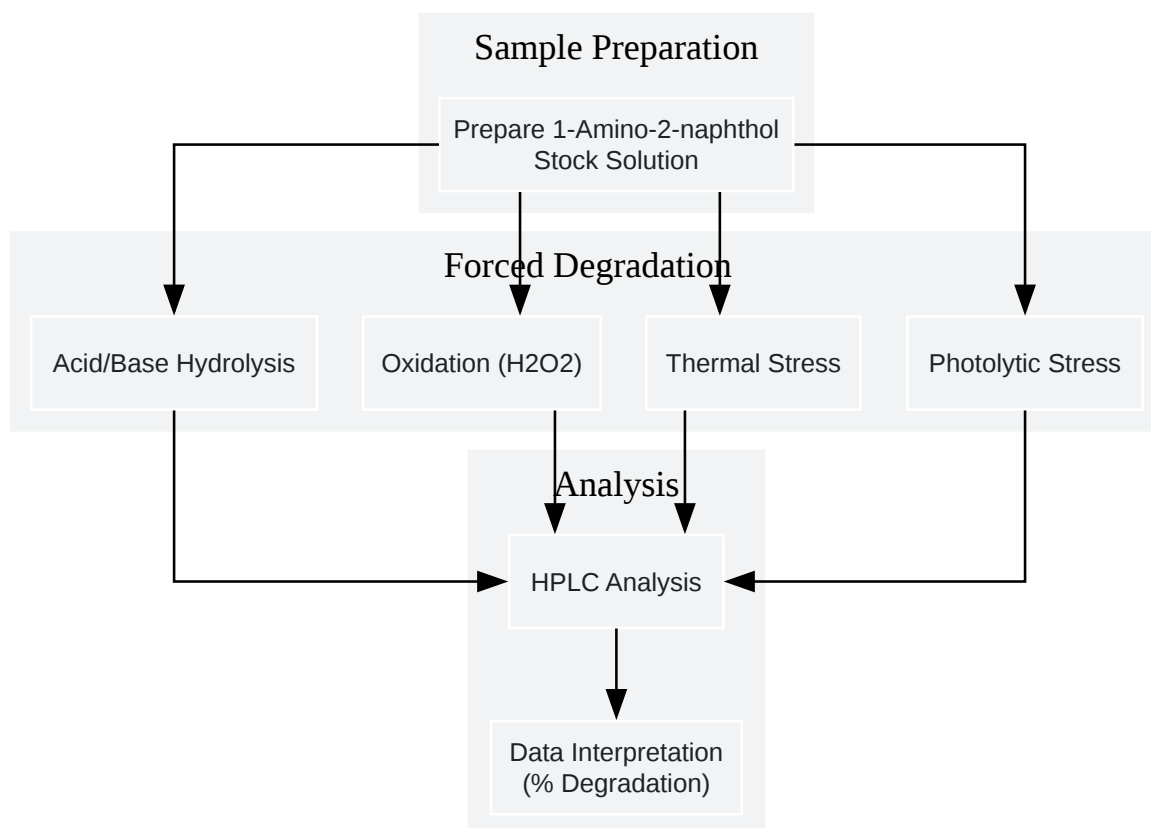 Sample Preparation
Prepare 1-Amino-2-naphthol
Stock Solution
Forced Degradation
Acid/Base Hydrolysis
Oxidation (H2O2)
Thermal Stress
Photolytic Stress
Analysis
HPLC Analysis
Data Interpretation
(% Degradation)